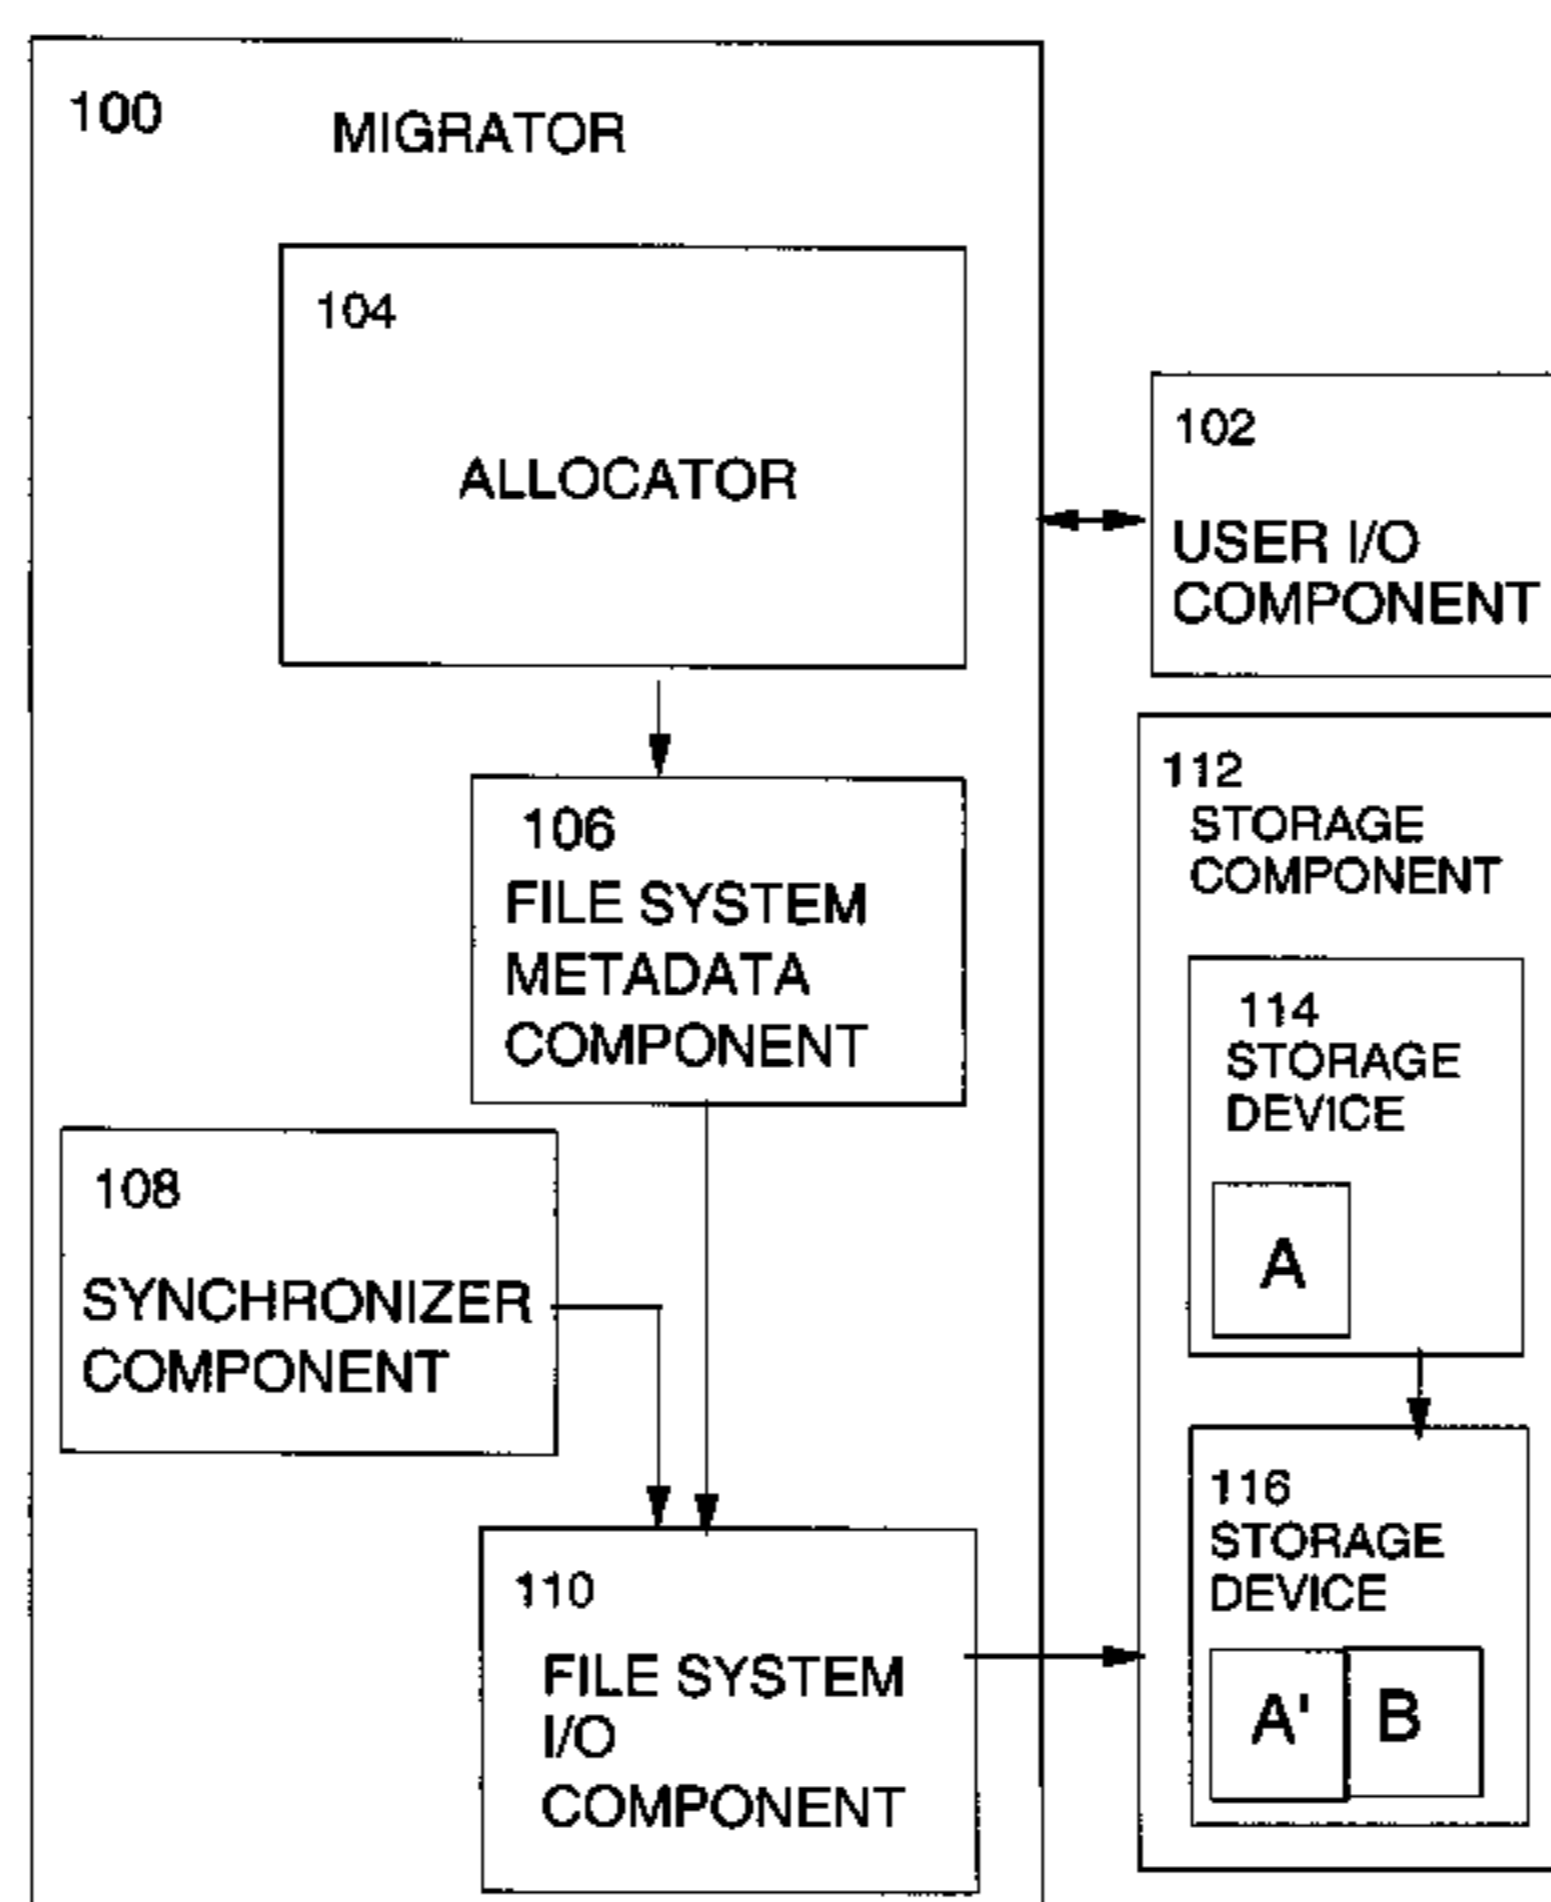 100
MIGRATOR
104
ALLOCATOR
102
USER I/O
COMPONENT
106
FILE SYSTEM
METADATA
COMPONENT
108
SYNCHRONIZER
COMPONENT
110
FILE SYSTEM
I/O
COMPONENT
112
STORAGE
COMPONENT
114
STORAGE
DEVICE
A
116
STORAGE
DEVICE
A' B